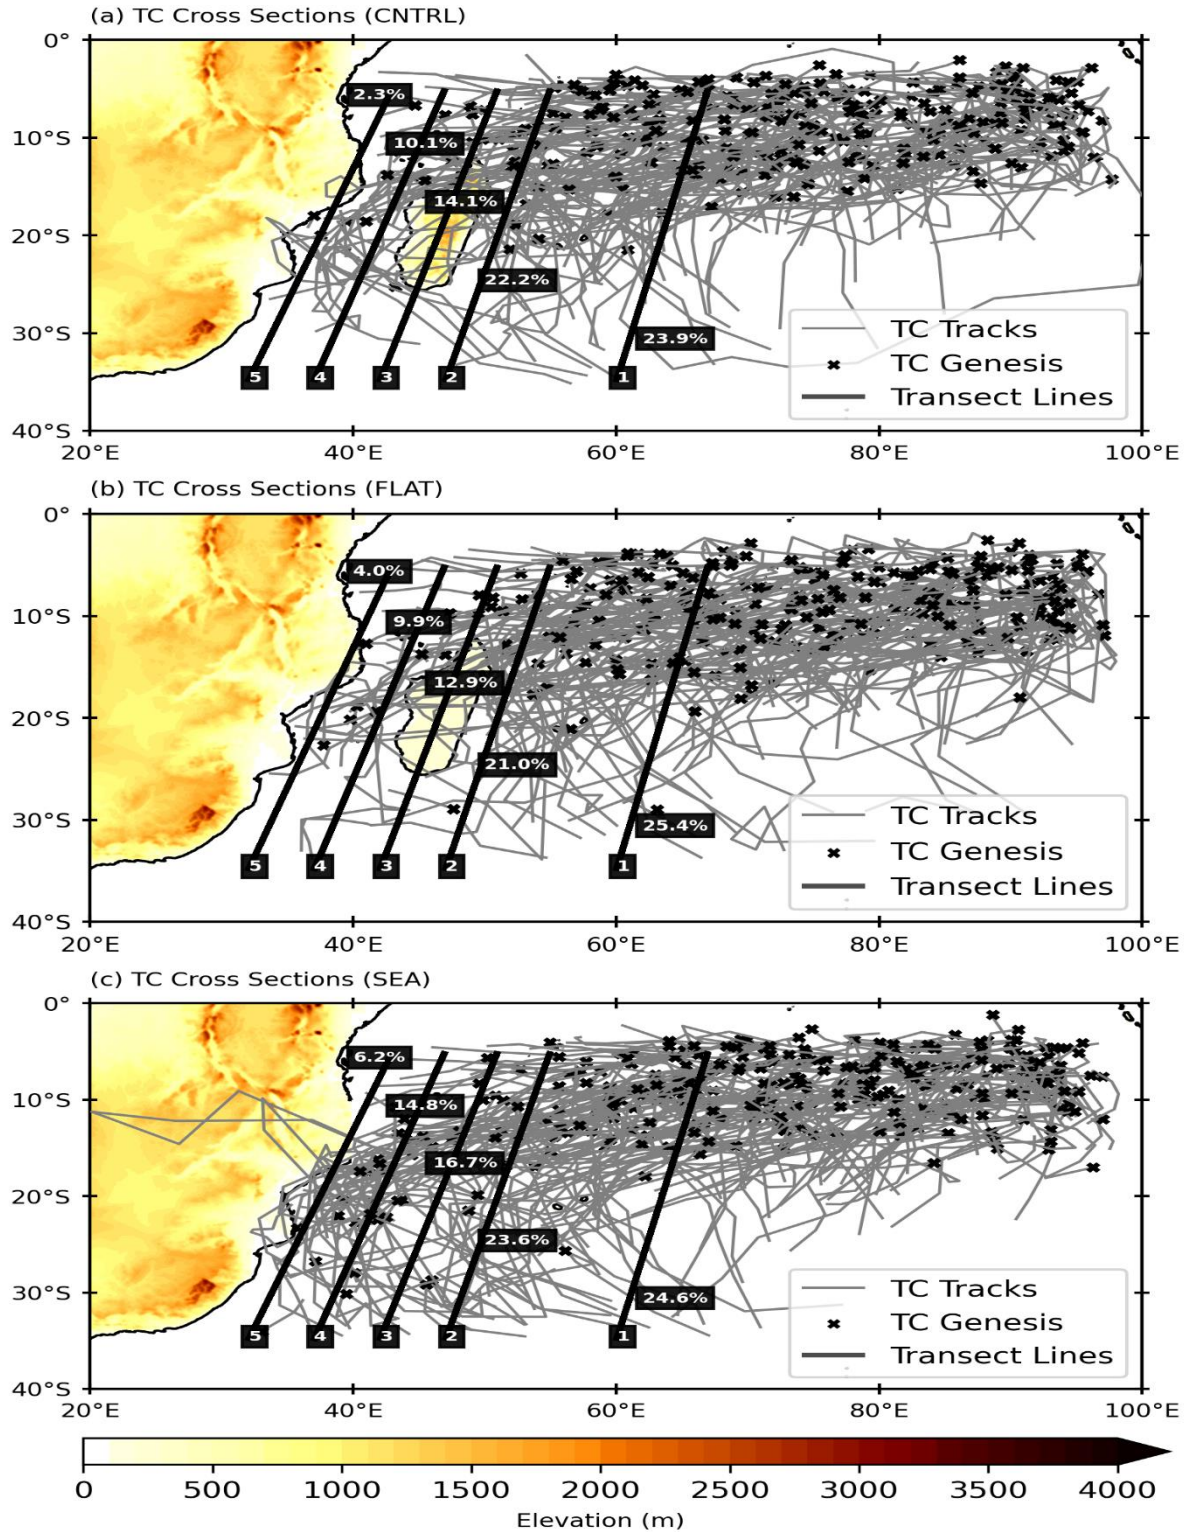 (a) TC Cross Sections (CNTRL)
0°
2.3%
10°S
10.1%
14.1%
20°S
22.2%
30°S
23.9%
TC Tracks
TC Genesis
Transect Lines
5 4 3 2 1
40°S
20°E 40°E 60°E 80°E 100°E
(b) TC Cross Sections (FLAT)
0°
4.0%
10°S
9.9%
12.9%
20°S
21.0%
30°S
25.4%
TC Tracks
TC Genesis
Transect Lines
5 4 3 2 1
40°S
20°E 40°E 60°E 80°E 100°E
(c) TC Cross Sections (SEA)
0°
6.2%
10°S
14.8%
16.7%
20°S
23.6%
30°S
24.6%
TC Tracks
TC Genesis
Transect Lines
5 4 3 2 1
40°S
20°E 40°E 60°E 80°E 100°E
0 500 1000 1500 2000 2500 3000 3500 4000
Elevation (m)